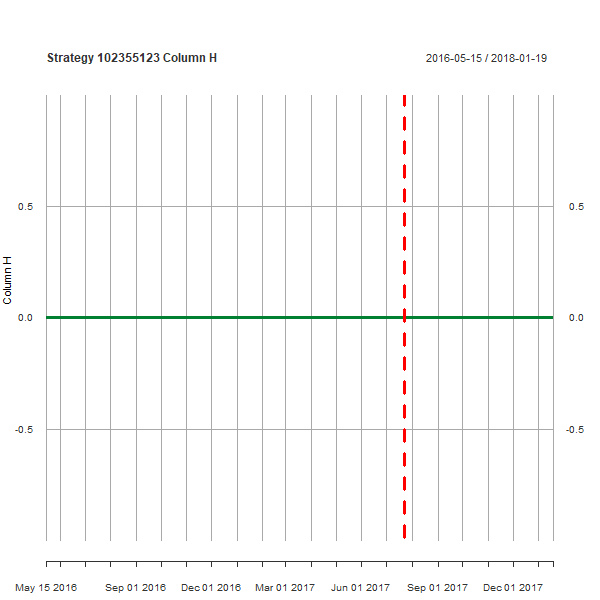 Strategy 102355123 Column H 2016-05-15 / 2018-01-19
0.5 0.5
Column H
0.0 0.0
-0.5 -0.5
May 15 2016 Sep 01 2016 Dec 01 2016 Mar 01 2017 Jun 01 2017 Sep 01 2017 Dec 01 2017